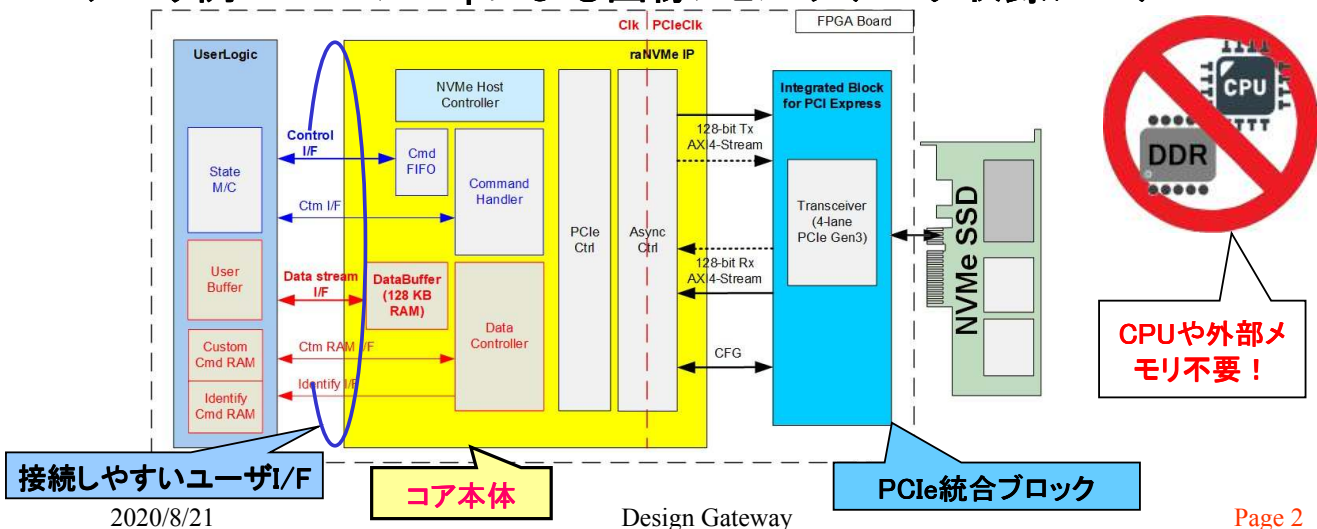 Clk
PCIeClk
FPGA Board
UserLogic
raNVMe IP
NVMe Host
Controller
Integrated Block
for PCI Express
Control
I/F
State
M/C
Cmd
FIFO
Command
Handler
Ctm I/F
128-bit Tx
AXI4-Stream
Transceiver
(4-lane
PCIe Gen3)
PCIe
Ctrl
Async
Ctrl
User
Buffer
Data stream
I/F
DataBuffer
(128 KB
RAM)
128-bit Rx
AXI4-Stream
Data
Controller
Custom
Cmd RAM
Ctm RAM I/F
CFG
Identify I/F
Identify
Cmd RAM
NVMe SSD
CPU
DDR
CPUや外部メ
モリ不要！
接続しやすいユーザI/F
コア本体
PCIe統合ブロック
2020/8/21
Design Gateway
Page 2